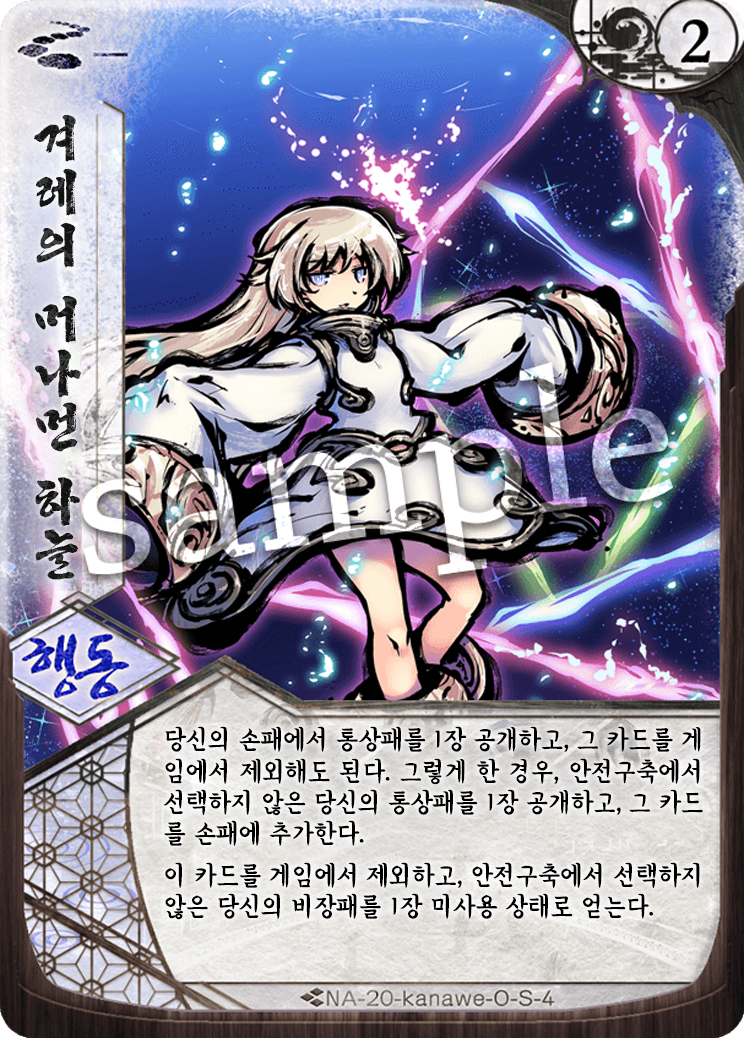 2
겨레의 머나먼 하늘
sample
행동
당신의 손패에서 통상패를 1장 공개하고, 그 카드를 게
임에서 제외해도 된다. 그렇게 한 경우, 안전구축에서
선택하지 않은 당신의 통상패를 1장 공개하고, 그 카드
를 손패에 추가한다.
이 카드를 게임에서 제외하고, 안전구축에서 선택하지
않은 당신의 비장패를 1장 미사용 상태로 얻는다.
NA-20-kanawe-O-S-4